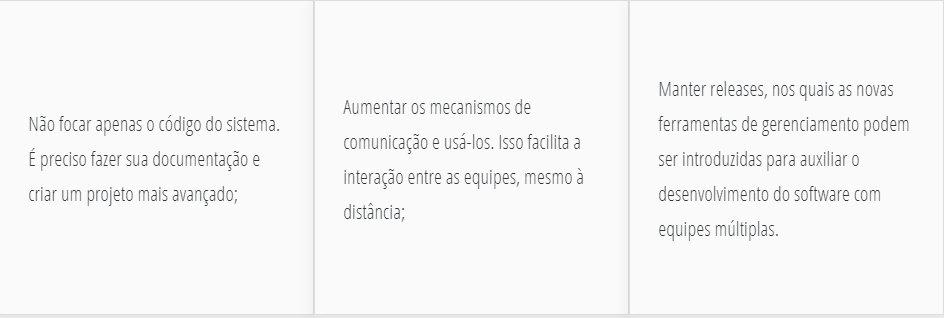 Não focar apenas o código do sistema.
É preciso fazer sua documentação e
criar um projeto mais avançado;
Aumentar os mecanismos de
comunicação e usá-los. Isso facilita a
interação entre as equipes, mesmo à
distância;
Manter releases, nos quais as novas
ferramentas de gerenciamento podem
ser introduzidas para auxiliar o
desenvolvimento do software com
equipes múltiplas.